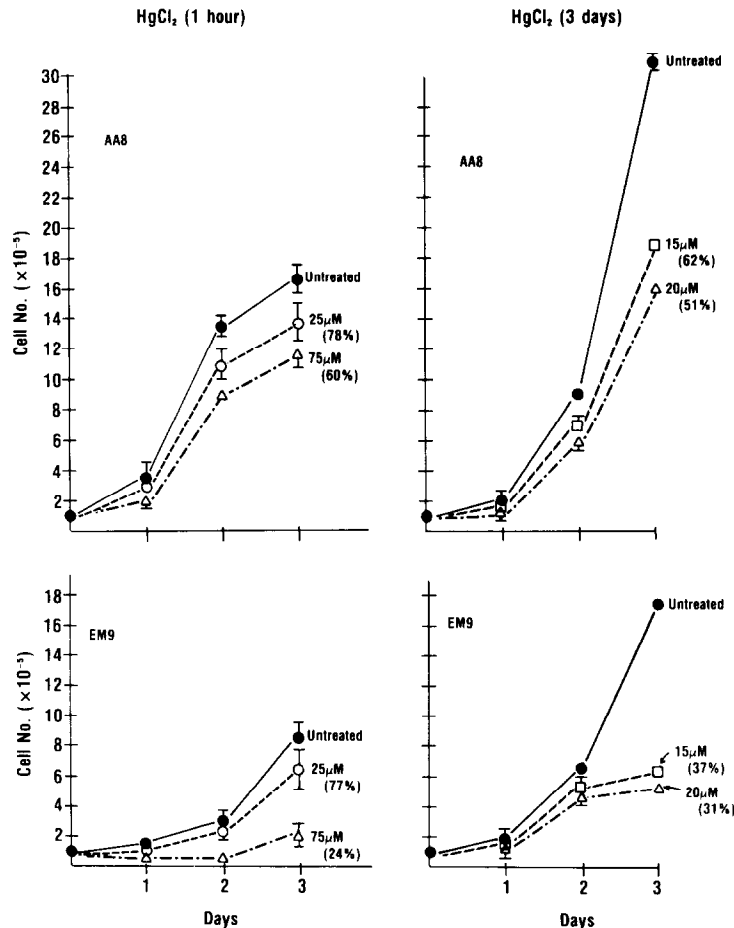 HgCl₂ (1 hour)
HgCl₂ (3 days)
Cell No. (×10⁻⁵)
30
28
26
24
22
20
18
16
14
12
10
8
6
4
2
AA8
Untreated
25μM
(78%)
75μM
(60%)
AA8
Untreated
15μM
(62%)
20μM
(51%)
Cell No. (×10⁻⁵)
18
16
14
12
10
8
6
4
2
EM9
Untreated
25μM
(77%)
75μM
(24%)
1
2
3
Days
EM9
Untreated
15μM
(37%)
20μM
(31%)
1
2
3
Days